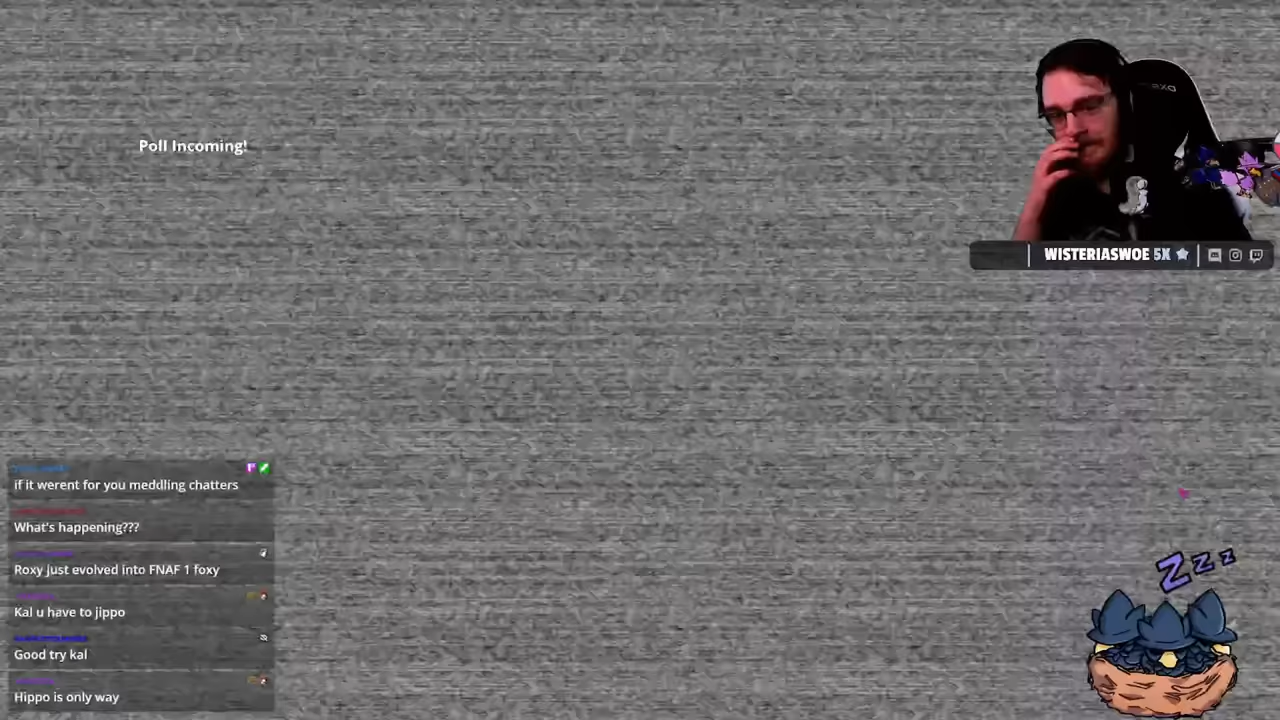 Poll Incoming!
WISTERIASWOE 5X
if it werent for you meddling chatters
What's happening???
Roxy just evolved into FNAF 1 foxy
Kal u have to jippo
Good try kal
Hippo is only way
Z z z